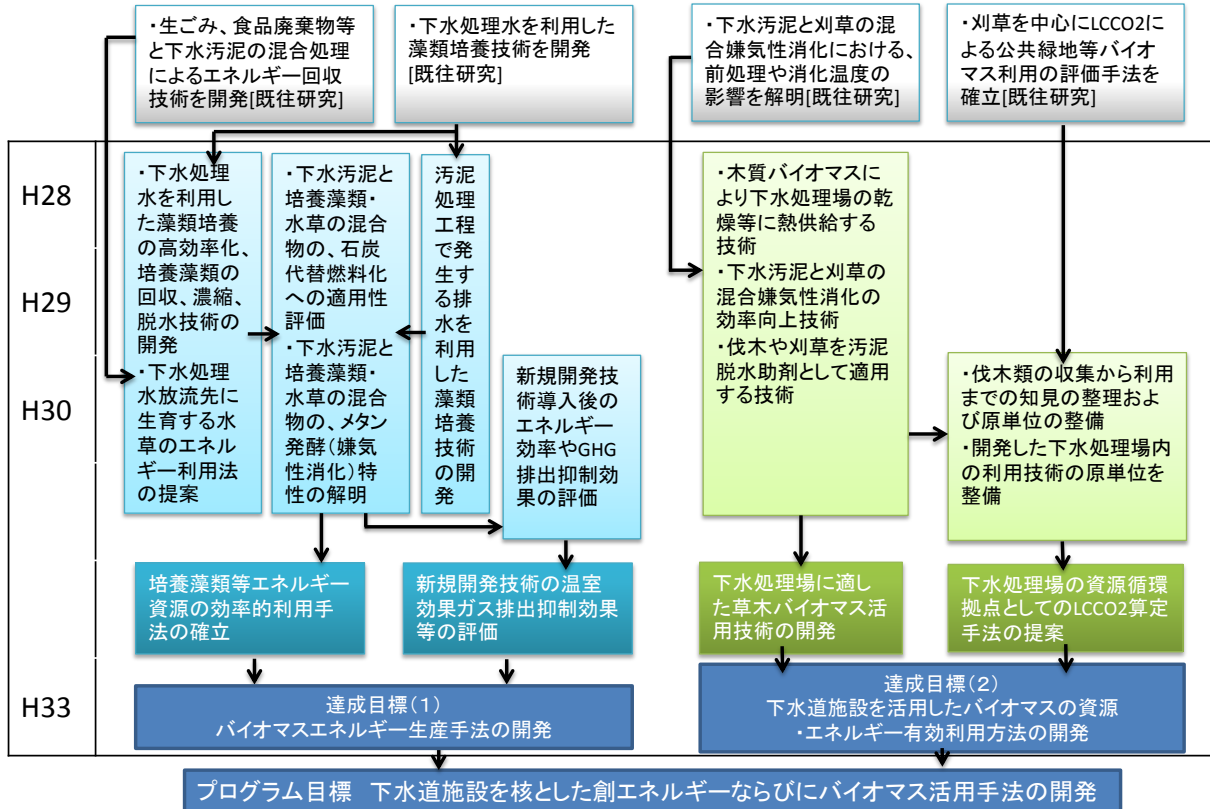 ・生ごみ、食品廃棄物等
と下水汚泥の混合処理
によるエネルギー回収
技術を開発[既往研究]
・下水処理水を利用した
藻類培養技術を開発
[既往研究]
・下水汚泥と刈草の混
合嫌気性消化における、
前処理や消化温度の
影響を解明[既往研究]
・刈草を中心にLCCO2に
よる公共緑地等バイオ
マス利用の評価手法を
確立[既往研究]
H28
H29
H30
H33
・下水処理
水を利用し
た藻類培養
の高効率化、
培養藻類の
回収、濃縮、
脱水技術の
開発
・下水処理
水放流先に
生育する水
草のエネル
ギー利用法
の提案
・下水汚泥と
培養藻類・
水草の混合
物の、石炭
代替燃料化
への適用性
評価
・下水汚泥と
培養藻類・
水草の混合
物の、メタン
発酵(嫌気
性消化)特
性の解明
汚泥
処理
工程
で発
生す
る排
水を
利用
した
藻類
培養
技術
の開
発
新規開発技
術導入後の
エネルギー
効率やGHG
排出抑制効
果の評価
・木質バイオマスに
より下水処理場の乾
燥等に熱供給する
技術
・下水汚泥と刈草の
混合嫌気性消化の
効率向上技術
・伐木や刈草を汚泥
脱水助剤として適用
する技術
・伐木類の収集から利用
までの知見の整理およ
び原単位の整備
・開発した下水処理場内
の利用技術の原単位を
整備
培養藻類等エネルギー
資源の効率的利用手
法の確立
新規開発技術の温室
効果ガス排出抑制効果
等の評価
下水処理場に適
した草木バイオマス活
用技術の開発
下水処理場の資源循環
拠点としてのLCCO2算定
手法の提案
達成目標(1)
バイオマスエネルギー生産手法の開発
達成目標(2)
下水道施設を活用したバイオマスの資源
・エネルギー有効利用方法の開発
プログラム目標 下水道施設を核とした創エネルギーならびにバイオマス活用手法の開発